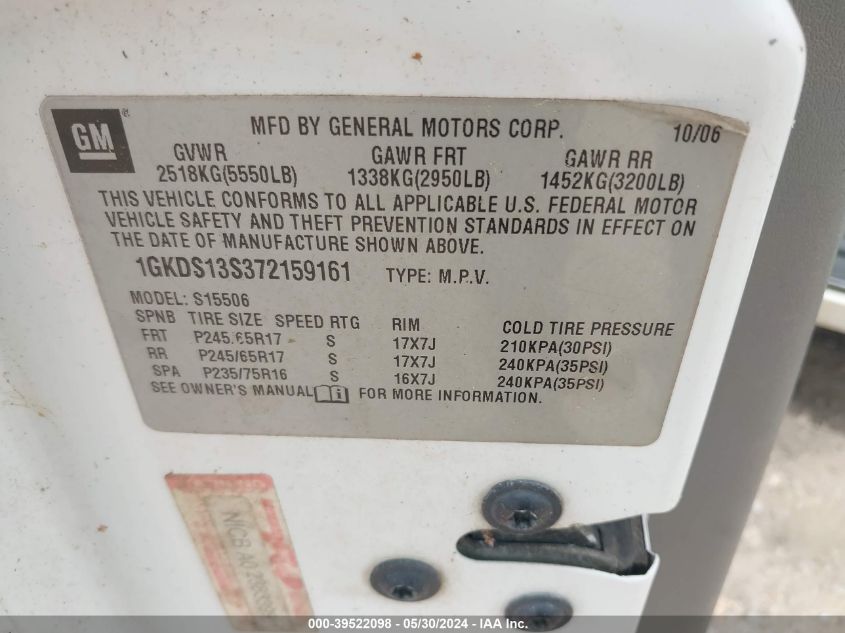 GM
MFD BY GENERAL MOTORS CORP. 10/06
GVWR GAWR FRT GAWR RR
2518KG(5550LB) 1338KG(2950LB) 1452KG(3200LB)
THIS VEHICLE CONFORMS TO ALL APPLICABLE U.S. FEDERAL MOTOR
VEHICLE SAFETY AND THEFT PREVENTION STANDARDS IN EFFECT ON
THE DATE OF MANUFACTURE SHOWN ABOVE.
1GKDS13S372159161 TYPE: M.P.V.
MODEL: S15506
SPNB TIRE SIZE SPEED RTG RIM COLD TIRE PRESSURE
FRT P245/65R17 S 17X7J 210KPA(30PSI)
RR P245/65R17 S 17X7J 240KPA(35PSI)
SPA P235/75R16 S 16X7J 240KPA(35PSI)
SEE OWNER'S MANUAL i FOR MORE INFORMATION.
NICB
000-39522098 - 05/30/2024 - IAA Inc.